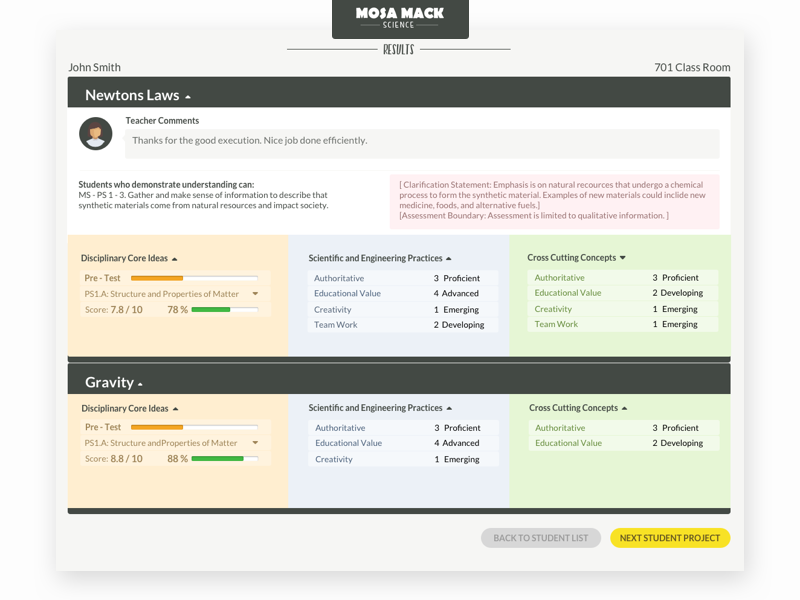 MOSA MACK
SCIENCE
RESULTS
John Smith 701 Class Room
Newtons Laws
Teacher Comments
Thanks for the good execution. Nice job done efficiently.
Students who demonstrate understanding can:
MS - PS 1 - 3. Gather and make sense of information to describe that
synthetic materials come from natural resources and impact society.
[ Clarification Statement: Emphasis is on natural resources that undergo a chemical
process to form the synthetic material. Examples of new materials could inclide new
medicine, foods, and alternative fuels.]
[Assessment Boundary: Assessment is limited to qualitative information. ]
Disciplinary Core Ideas
Pre - Test
PS1.A: Structure and Properties of Matter
Score: 7.8 / 10 78 %
Scientific and Engineering Practices
Authoritative 3 Proficient
Educational Value 4 Advanced
Creativity 1 Emerging
Team Work 2 Developing
Cross Cutting Concepts
Authoritative 3 Proficient
Educational Value 2 Developing
Creativity 1 Emerging
Team Work 1 Emerging
Gravity
Disciplinary Core Ideas
Pre - Test
PS1.A: Structure andProperties of Matter
Score: 8.8 / 10 88 %
Scientific and Engineering Practices
Authoritative 3 Proficient
Educational Value 4 Advanced
Creativity 1 Emerging
Cross Cutting Concepts
Authoritative 3 Proficient
Educational Value 2 Developing
BACK TO STUDENT LIST NEXT STUDENT PROJECT